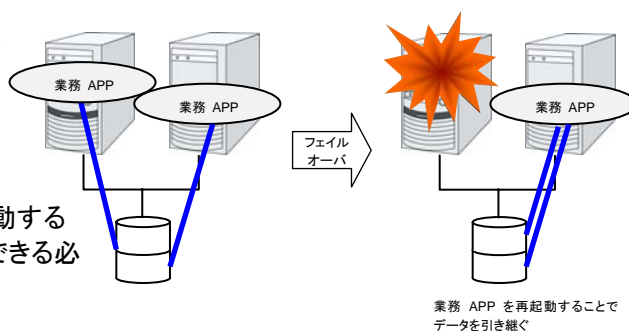 業務 APP
業務 APP
フェイル
オーバ
業務 APP
動する
できる必
業務 APP を再起動することで
データを引き継ぐ